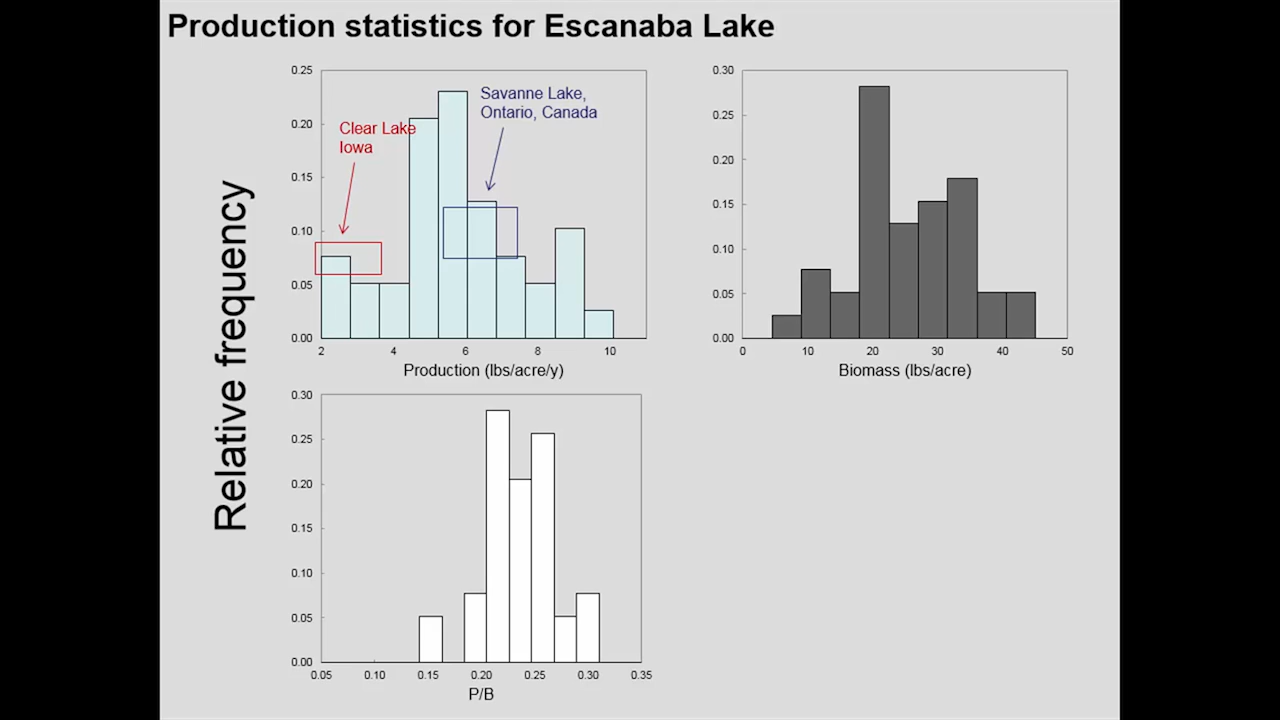 Production statistics for Escanaba Lake
Relative frequency
0.25
0.20
0.15
0.10
0.05
0.00
2 4 6 8 10
Production (lbs/acre/y)
Clear Lake
Iowa
Savanne Lake,
Ontario, Canada
0.30
0.25
0.20
0.15
0.10
0.05
0.00
0 10 20 30 40 50
Biomass (lbs/acre)
0.30
0.25
0.20
0.15
0.10
0.05
0.00
0.05 0.10 0.15 0.20 0.25 0.30 0.35
P/B